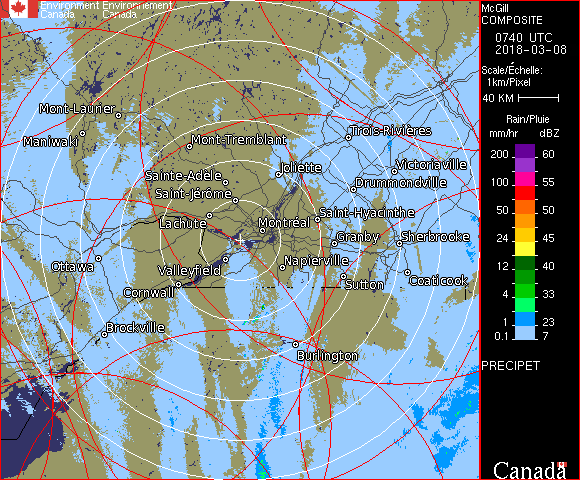 Environment Environnement
Canada Canada
McGill
COMPOSITE
0740 UTC
2018-03-08
Scale/Échelle:
1km/Pixel
40 KM
Rain/Pluie
mm/hr dBZ
200 60
100 55
50 50
24 45
12 40
4 33
1 23
0.1 7
PRECIPET
Canada
Mont-Laurier
Maniwaki
Mont-Tremblant
Trois-Rivières
Sainte-Adèle
Joliette
Victoriaville
Saint-Jérôme
Drummondville
Lachute
Montréal
Saint-Hyacinthe
Granby
Sherbrooke
Ottawa
Valleyfield
Napierville
Cornwall
Sutton
Coaticook
Brockville
Burlington